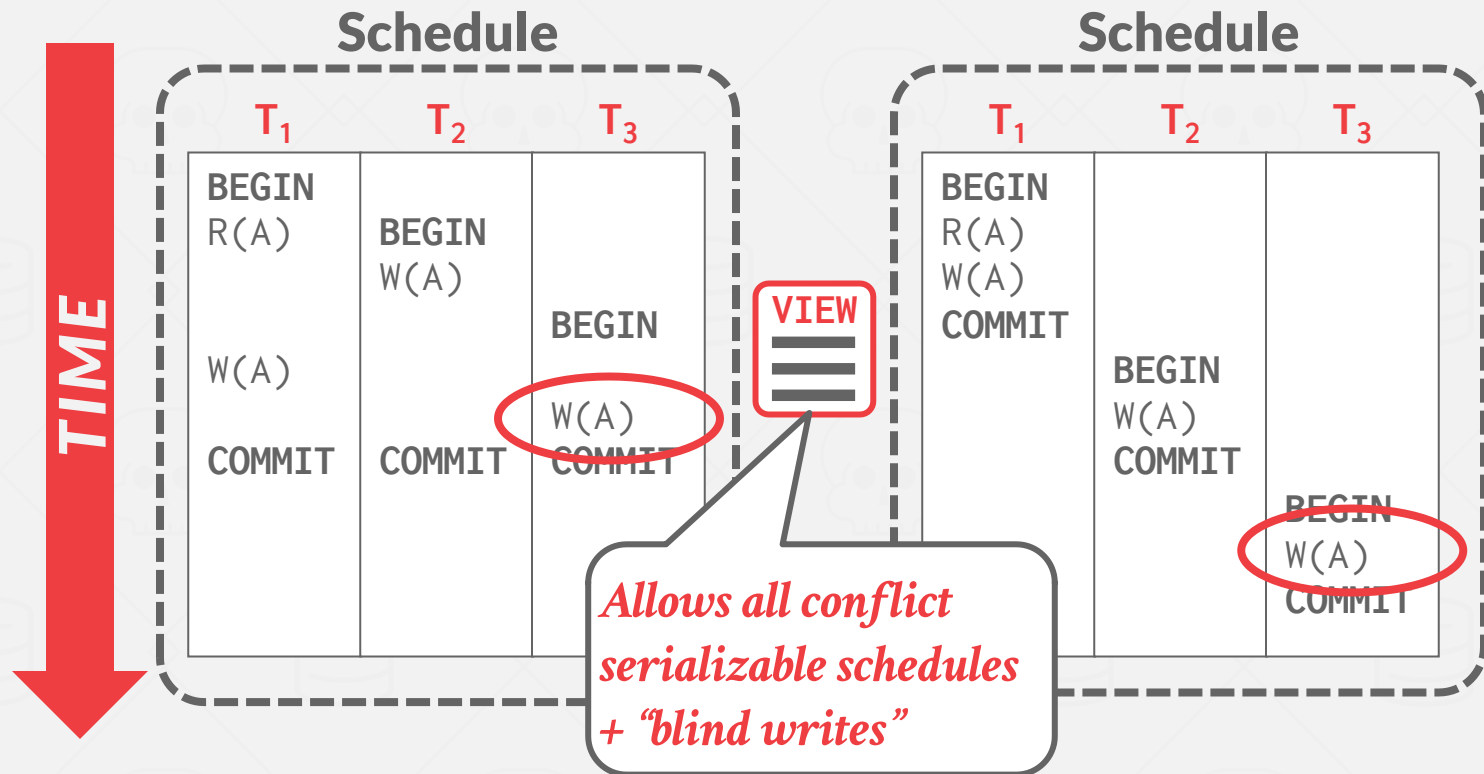 Schedule
Schedule
TIME
T₁ T₂ T₃
BEGIN
R(A) BEGIN
W(A)
BEGIN
W(A)
W(A)
COMMIT COMMIT COMMIT
VIEW
T₁ T₂ T₃
BEGIN
R(A)
W(A)
COMMIT
BEGIN
W(A)
COMMIT
BEGIN
W(A)
COMMIT
Allows all conflict
serializable schedules
+ “blind writes”